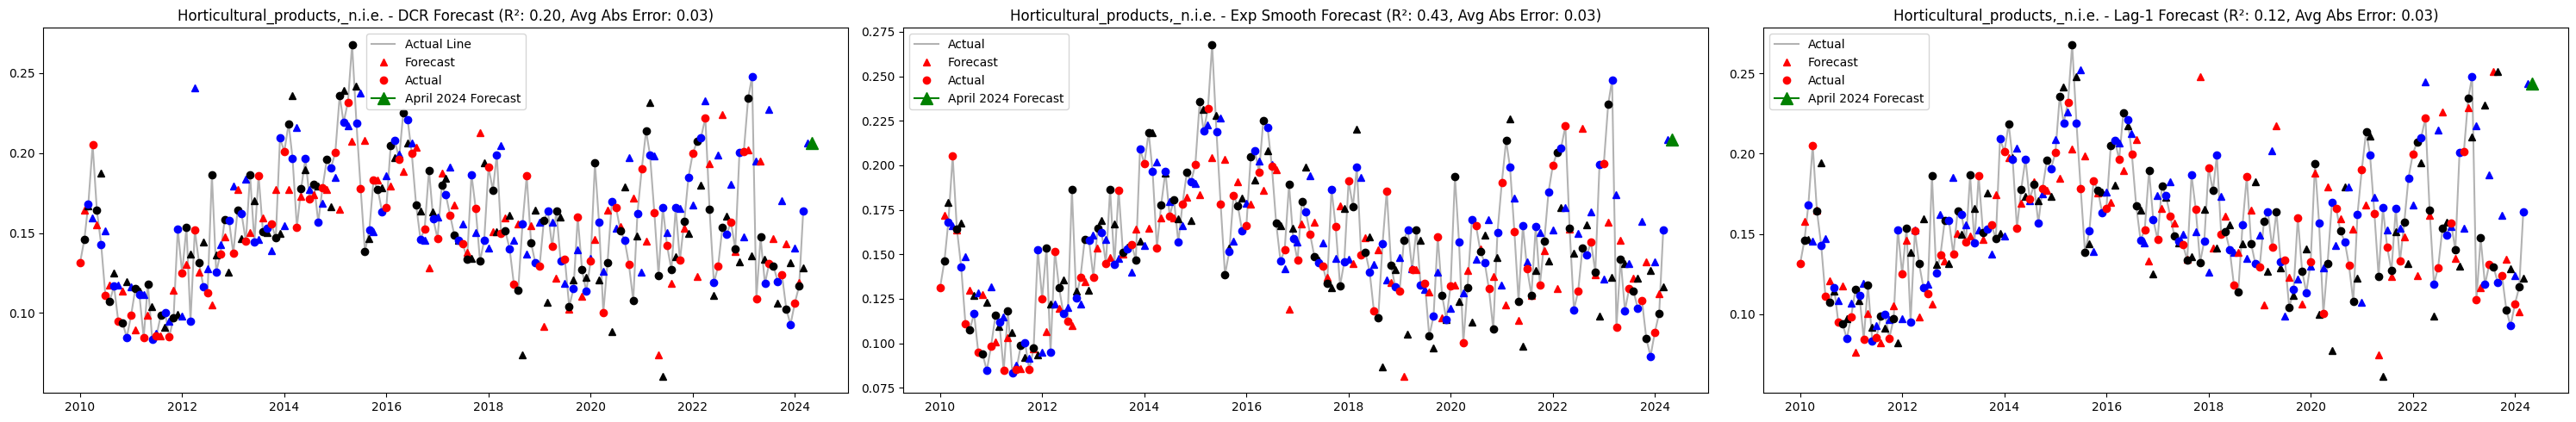 Horticultural_products,_n.i.e. - DCR Forecast (R²: 0.20, Avg Abs Error: 0.03)
Actual Line
Forecast
Actual
April 2024 Forecast
0.25
0.20
0.15
0.10
2010 2012 2014 2016 2018 2020 2022 2024
Horticultural_products,_n.i.e. - Exp Smooth Forecast (R²: 0.43, Avg Abs Error: 0.03)
Actual
Forecast
Actual
April 2024 Forecast
0.275
0.250
0.225
0.200
0.175
0.150
0.125
0.100
0.075
2010 2012 2014 2016 2018 2020 2022 2024
Horticultural_products,_n.i.e. - Lag-1 Forecast (R²: 0.12, Avg Abs Error: 0.03)
Actual
Forecast
Actual
April 2024 Forecast
0.25
0.20
0.15
0.10
2010 2012 2014 2016 2018 2020 2022 2024